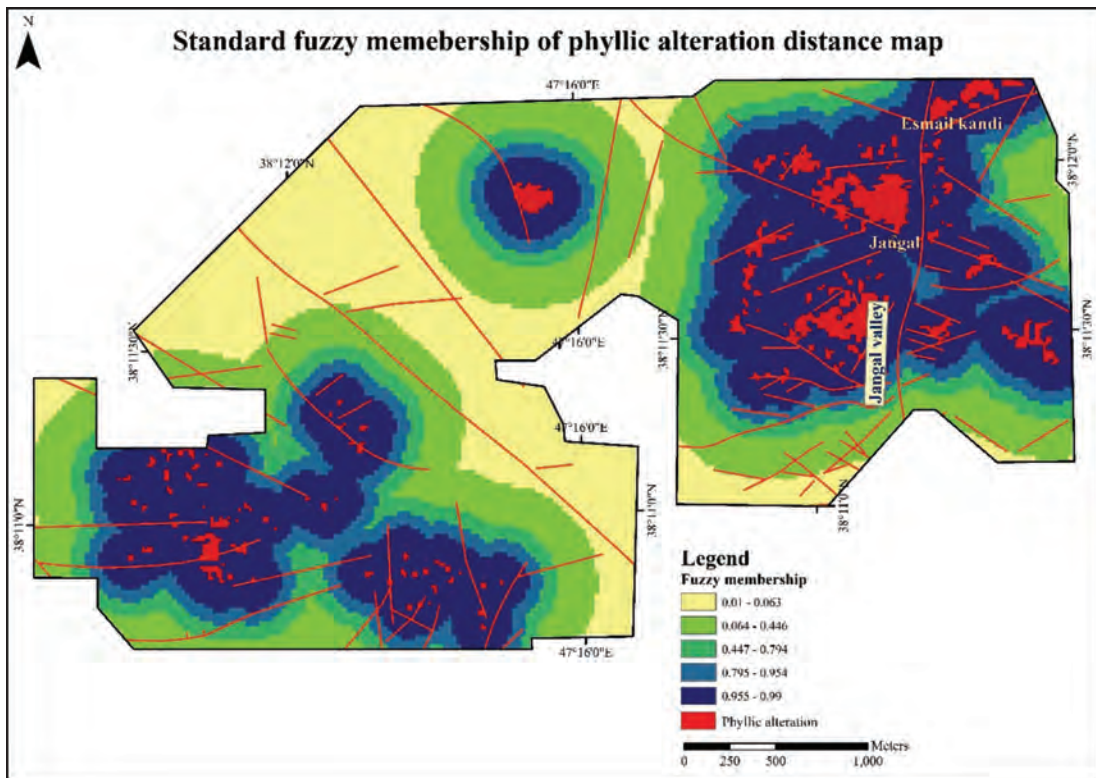 N
Standard fuzzy memebership of phyllic alteration distance map
47°16'0"E
Esmail kandi
38°12'0"N
38°12'0"N
Jangal
38°11'30"N
47°16'0"E
38°11'30"N
Jangal valley
38°11'30"N
47°16'0"E
38°11'0"N
38°11'0"N
38°11'0"N
47°16'0"E
Legend
Fuzzy membership
0.01 - 0.063
0.064 - 0.446
0.447 - 0.794
0.795 - 0.954
0.955 - 0.99
Phyllic alteration
Meters
0 250 500 1,000